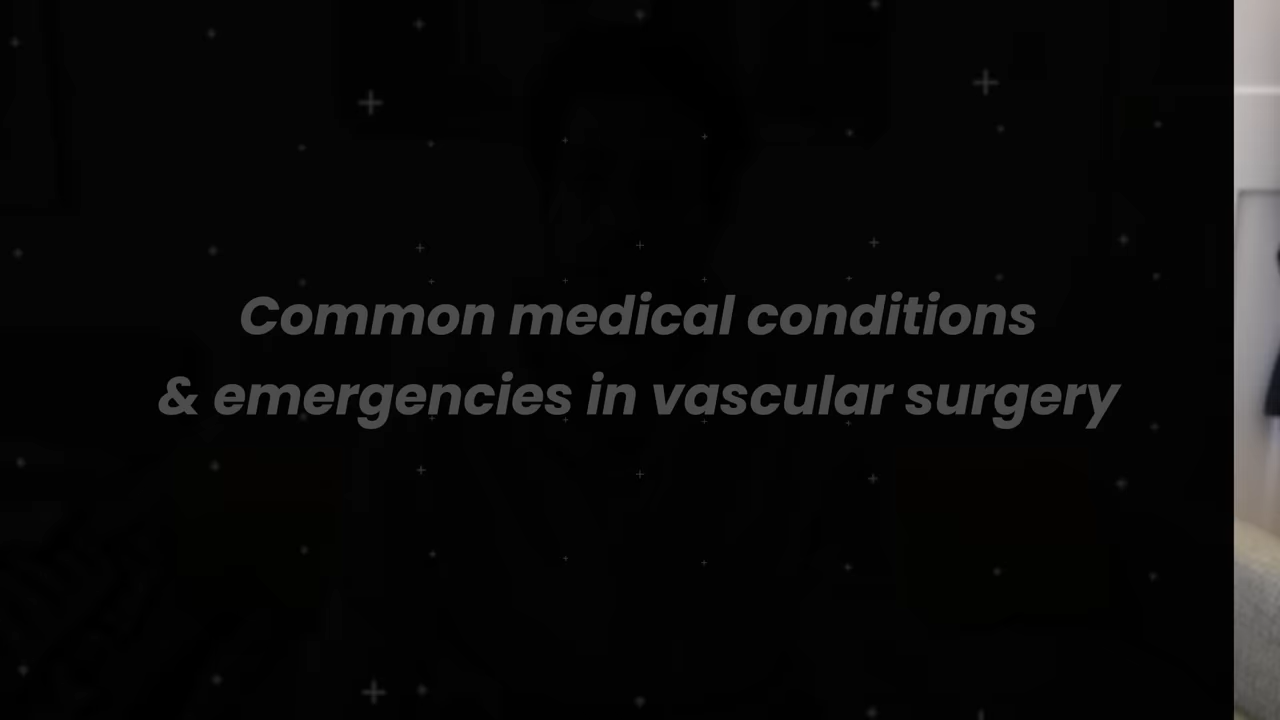 Common medical conditions
& emergencies in vascular surgery